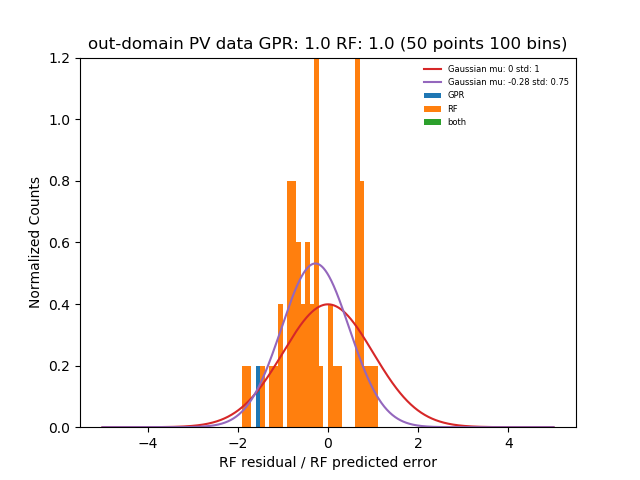 out-domain PV data GPR: 1.0 RF: 1.0 (50 points 100 bins)
Gaussian mu: 0 std: 1
Gaussian mu: -0.28 std: 0.75
GPR
RF
both
Normalized Counts
1.2
1.0
0.8
0.6
0.4
0.2
0.0
−4 −2 0 2 4
RF residual / RF predicted error